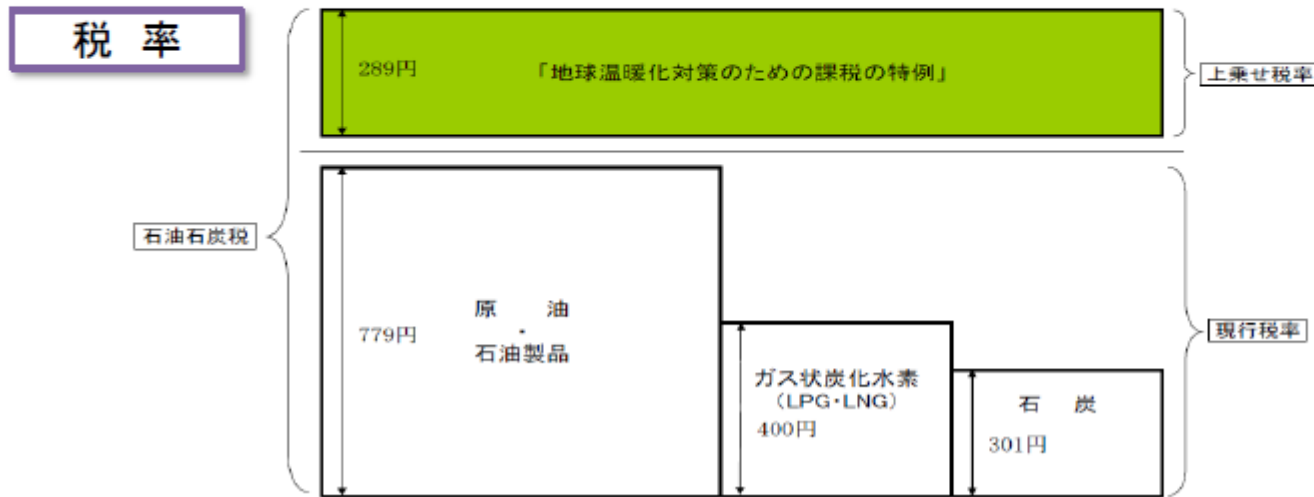 税 率
289円
「地球温暖化対策のための課税の特例」
上乗せ税率
石油石炭税
779円
原 油
・
石油製品
ガス状炭化水素
(LPG・LNG)
400円
石 炭
301円
現行税率